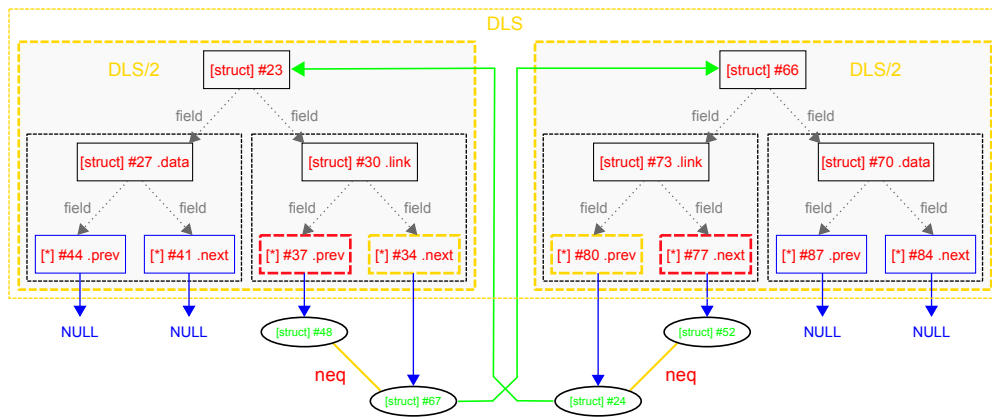 DLS
DLS/2
[struct] #23
[struct] #66
DLS/2
field
field
field
field
[struct] #27 .data
[struct] #30 .link
[struct] #73 .link
[struct] #70 .data
field
field
field
field
field
field
field
field
[*] #44 .prev
[*] #41 .next
[*] #37 .prev
[*] #34 .next
[*] #80 .prev
[*] #77 .next
[*] #87 .prev
[*] #84 .next
NULL
NULL
[struct] #48
[struct] #52
NULL
NULL
neq
neq
[struct] #67
[struct] #24